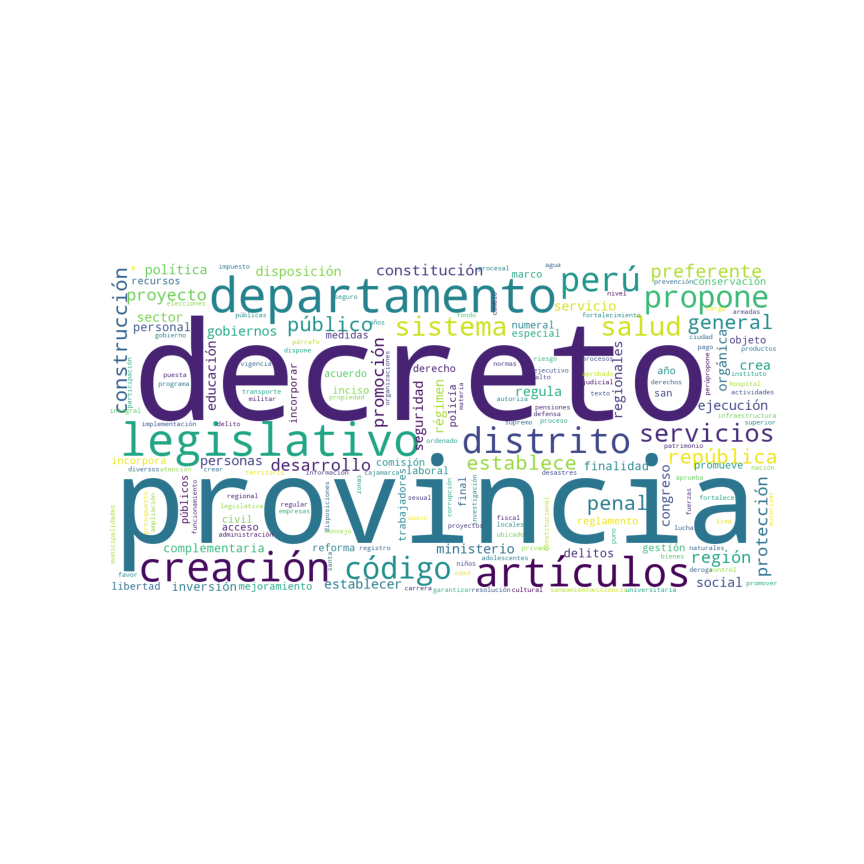 política
impuesto
disposición
constitución
procesal
marco
agua
preferente
recursos
elecciones
seguro
departamento
perú
nivel
prevención
conservación
proyecto
propone
construcción
sector
público
sistema
servicio
salud
general
armadas
personal
gobierno
gobiernos
públicas
años
medidas
fondo
numeral
especial
fortalecimiento
objeto
ciudad
productos
párrafo
dispone
decreto
participación
educación
vigencia
acuerdo
derecho
normas
riesgo
procesos
ejecutivo
aprobado
regionales
orgánica
crea
instituto
puesta
programa
transporte
militar
incorporar
inciso
propiedad
promoción
organizaciones
seguridad
régimen
policía
materia
regula
autoriza
pensiones
defensa
judicial
texto
pago
perúpropone
año
san
derechos
hospital
actividades
ejecución
implementación
delito
legislativo
ordenado
supremo
proceso
distrito
servicios
infraestructura
superior
patrimonio
incorpora
personas
diversos
atención
crear
territorio
desarrollo
información
comisión
cajamarca
laboral
establece
desastres
finalidad
república
promueve
nación
congreso
aprueba
provincia
públicos
funcionamiento
ampliación
presupuesto
municipalidades
regional
legislativa
regular
empresas
civil
acceso
administración
disposiciones
consejo
zonas
trabajadores
sexual
corrupción
final
investigación
proyectos
fiscal
locales
ubicado
constitucional
penal
reglamento
puno
lucha
fuerzas
fortalece
lima
protección
complementaria
reforma
registro
santa
ministerio
privado
delitos
gestión
naturales
bienes
región
favor
creación
código
niños
adolescentes
artículos
edad
deroga
control
social
promover
libertad
inversión
mejoramiento
establecer
carrera
garantizar
resolución
cultural
saneamiento
violencia
universitaria